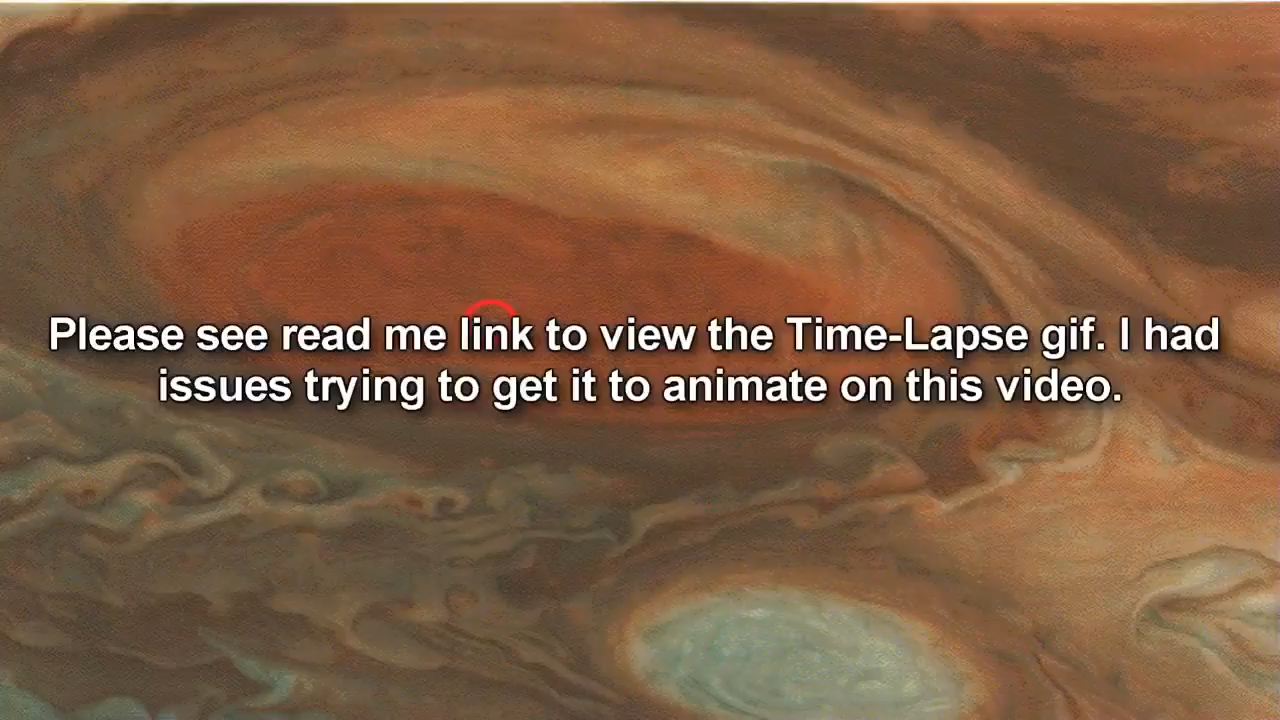 Please see read me link to view the Time-Lapse gif. I had
issues trying to get it to animate on this video.